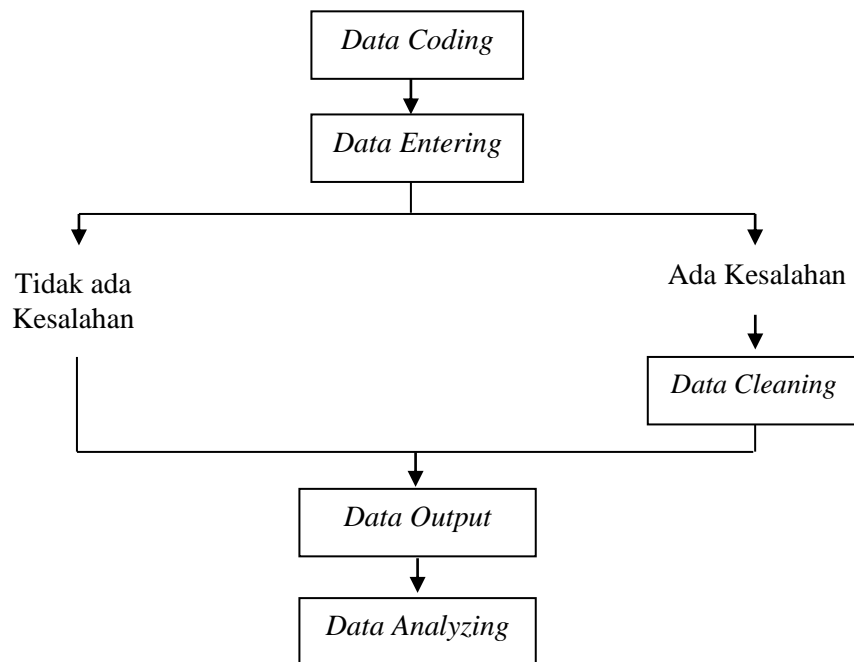 Data Coding
Data Entering
Tidak ada
Kesalahan
Ada Kesalahan
Data Cleaning
Data Output
Data Analyzing